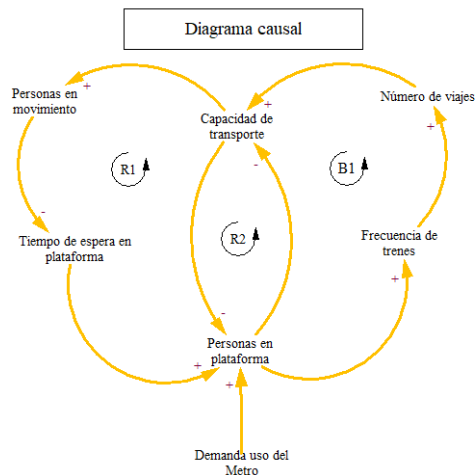 Diagrama causal
Personas en
movimiento
+
+
Número de viajes
Capacidad de
transporte
+
R1
-
B1
-
Tiempo de espera en
plataforma
R2
Frecuencia de
trenes
+
-
Personas en
plataforma
+
+
Demanda uso del
Metro